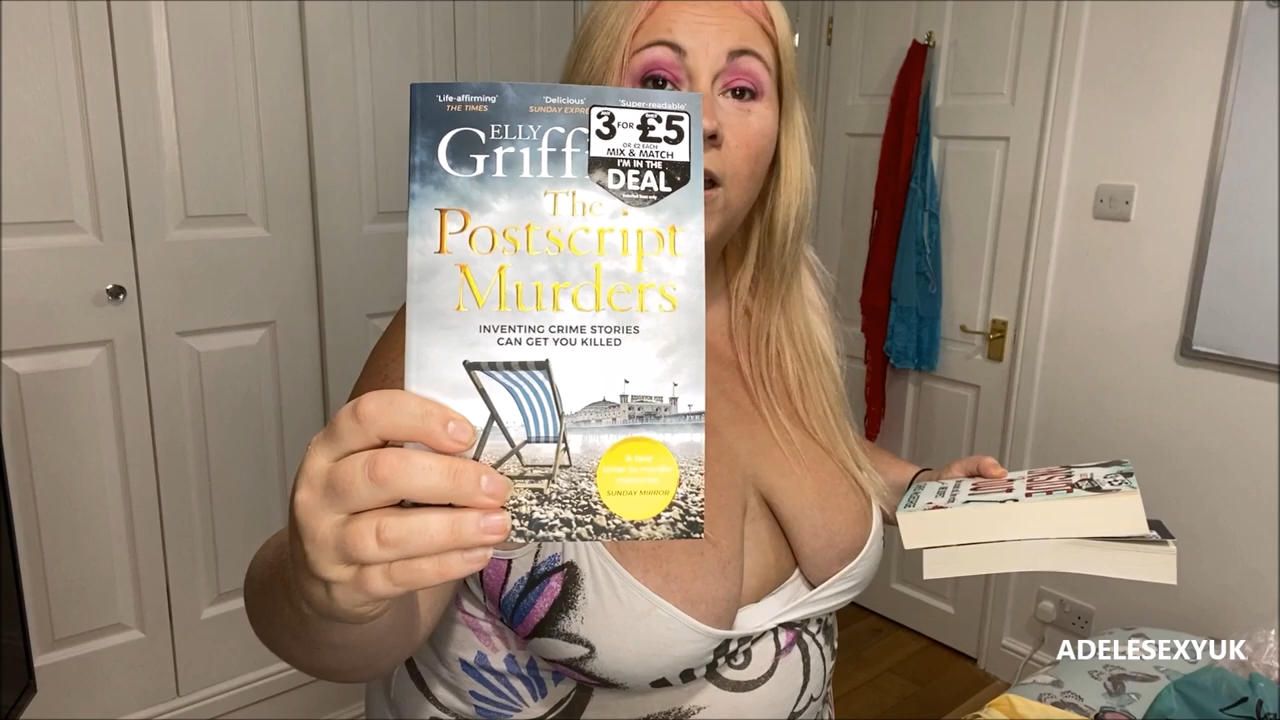 'Life-affirming'
THE TIMES
'Delicious'
SUNDAY
'Super-readable'
ELLY
Griff
3 FOR £5
OR £2 EACH
MIX & MATCH
I'M IN THE
DEAL
The
Postscript
Murders
INVENTING CRIME STORIES
CAN GET YOU KILLED
SUNDAY MIRROR
ADELESEXYUK